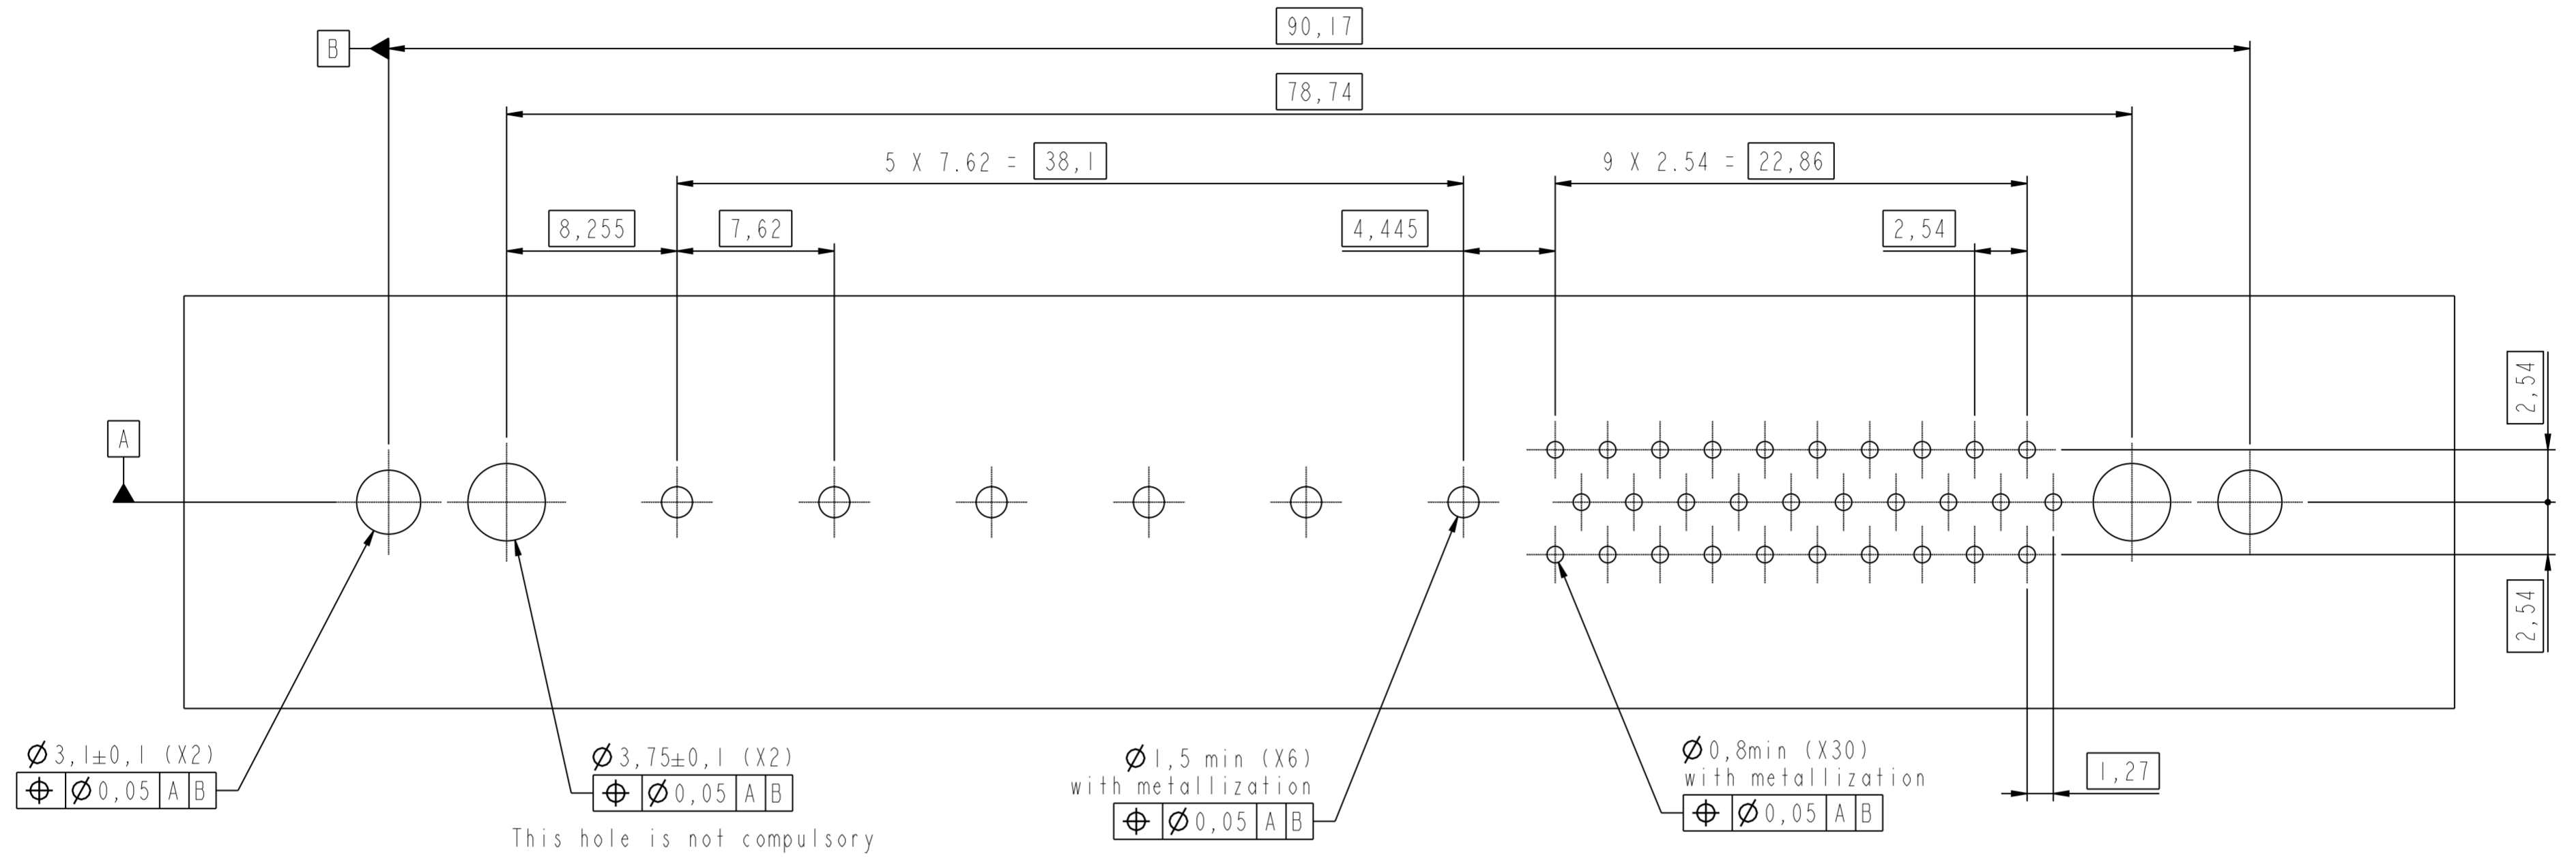 90,17
B
78,74
5 X 7.62 = 38,1
9 X 2.54 = 22,86
8,255
7,62
4,445
2,54
2,54
A
2,54
Ø3,1±0,1 (X2)
⌖ Ø0,05 A B
Ø3,75±0,1 (X2)
⌖ Ø0,05 A B
This hole is not compulsory
Ø1,5 min (X6)
with metallization
⌖ Ø0,05 A B
Ø0,8min (X30)
with metallization
⌖ Ø0,05 A B
1,27